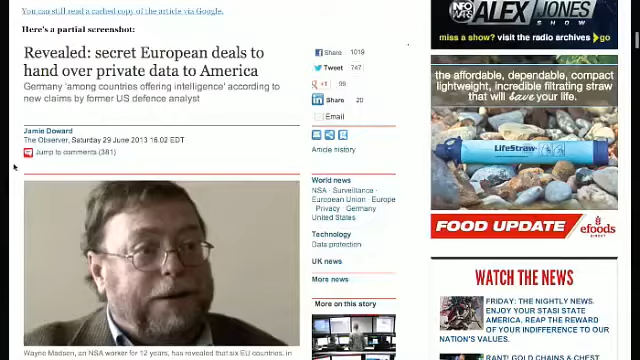 You can still read a cached copy of the article via Google.
Here's a partial screenshot:
Revealed: secret European deals to
hand over private data to America
Germany 'among countries offering intelligence' according to
new claims by former US defence analyst
Jamie Doward
The Observer, Saturday 29 June 2013 16.02 EDT
Jump to comments (381)
Wayne Madsen, an NSA worker for 12 years, has revealed that six EU countries, in
Share 1019
Tweet 747
+1 99
Share 20
Email
Article history
World news
NSA · Surveillance ·
European Union · Europe
· Privacy · Germany
United States
Technology
Data protection
UK news
More news
More on this story
INFO
WARS
ALEX JONES
SHOW
miss a show? visit the radio archives go
the affordable, dependable, compact
lightweight, incredible filtrating straw
that will save your life.
LifeStraw
FOOD UPDATE
efoods
DIRECT
WATCH THE NEWS
FRIDAY: THE NIGHTLY NEWS.
ENJOY YOUR STASI STATE
AMERICA. REAP THE REWARD
OF YOUR INDIFFERENCE TO OUR
NATION'S VALUES.
RANT! GOLD CHAINS & CHEST